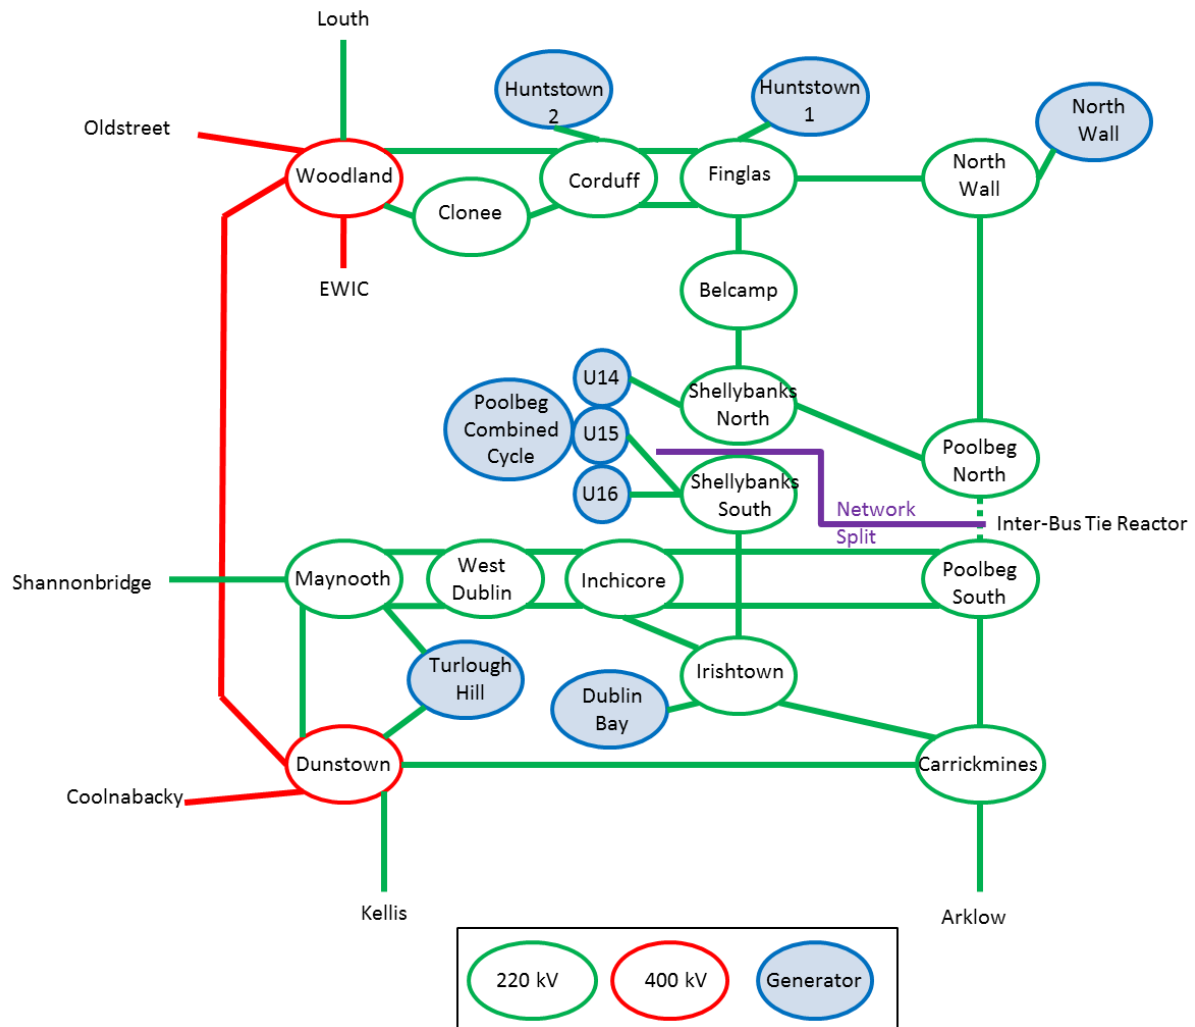 Louth
Oldstreet
Huntstown
2
Huntstown
1
North
Wall
Woodland
Corduff
Finglas
North
Wall
Clonee
EWIC
Belcamp
U14
Shellybanks
North
Poolbeg
Combined
Cycle
U15
Poolbeg
North
U16
Shellybanks
South
Network
Split
Inter-Bus Tie Reactor
Shannonbridge
Maynooth
West
Dublin
Inchicore
Poolbeg
South
Turlough
Hill
Irishtown
Dublin
Bay
Dunstown
Carrickmines
Coolnabacky
Kellis
Arklow
220 kV
400 kV
Generator